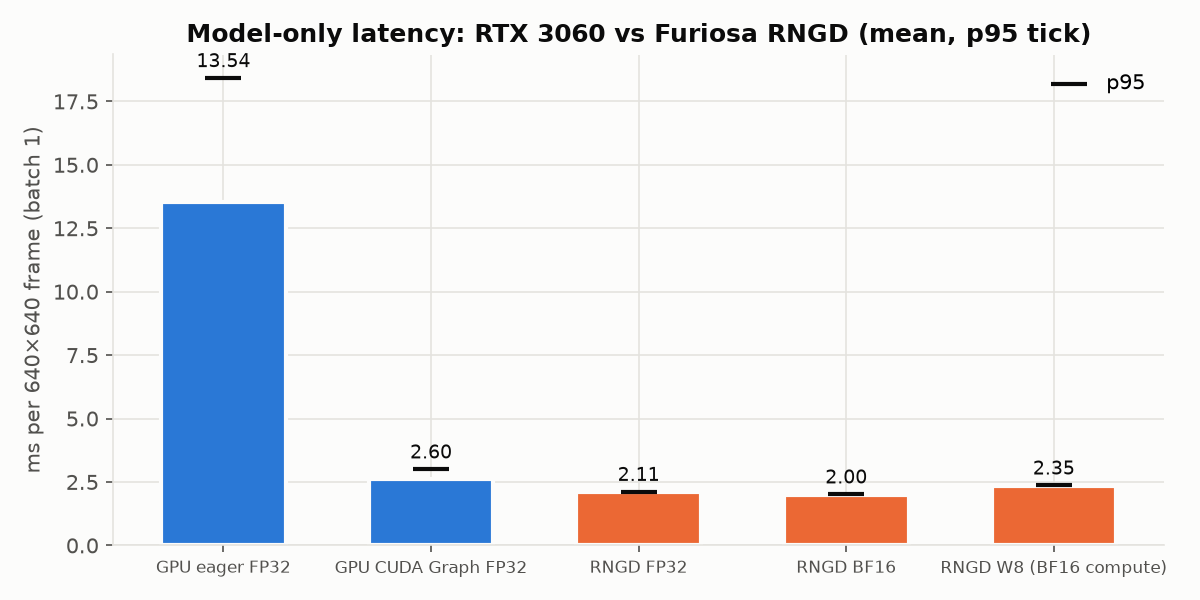 Model-only latency: RTX 3060 vs Furiosa RNGD (mean, p95 tick)
13.54
p95
17.5
15.0
12.5
10.0
7.5
5.0
2.5
0.0
ms per 640×640 frame (batch 1)
2.60
2.11
2.00
2.35
GPU eager FP32
GPU CUDA Graph FP32
RNGD FP32
RNGD BF16
RNGD W8 (BF16 compute)